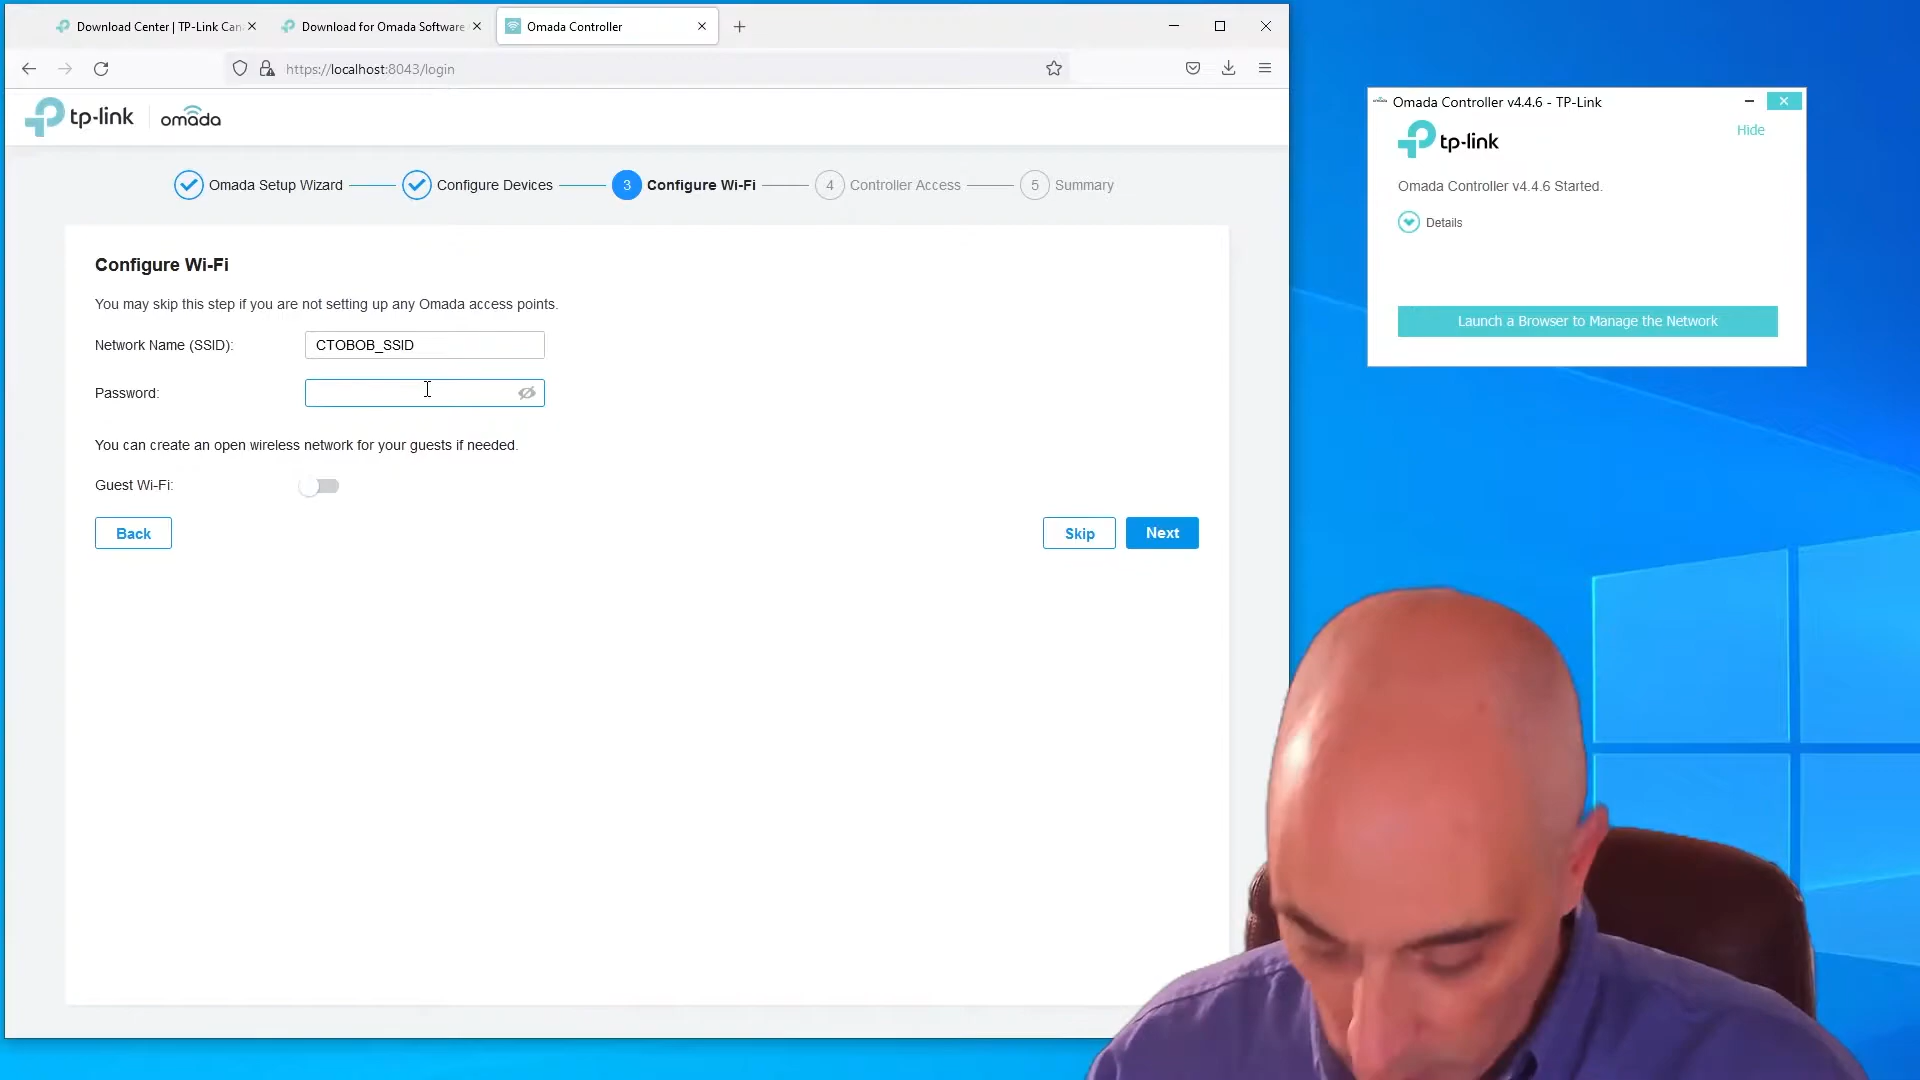 Download Center | TP-Link Can
Download for Omada Software
Omada Controller
https://localhost:8043/login
tp-link
omada
Omada Setup Wizard
Configure Devices
3 Configure Wi-Fi
4 Controller Access
5 Summary
Configure Wi-Fi
You may skip this step if you are not setting up any Omada access points.
Network Name (SSID): CTOBOB_SSID
Password:
You can create an open wireless network for your guests if needed.
Guest Wi-Fi:
Back
Skip
Next
Omada Controller v4.4.6 - TP-Link
tp-link
Hide
Omada Controller v4.4.6 Started.
Details
Launch a Browser to Manage the Network